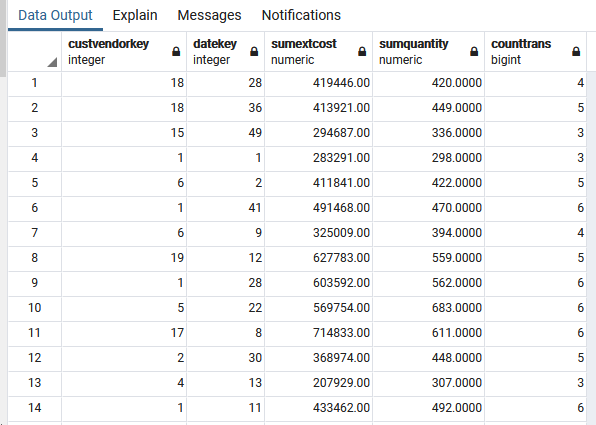 Data Output Explain Messages Notifications
custvendorkey datekey sumextcost sumquantity counttrans
integer integer numeric numeric bigint
1 18 28 419446.00 420.0000 4
2 18 36 413921.00 449.0000 5
3 15 49 294687.00 336.0000 3
4 1 1 283291.00 298.0000 3
5 6 2 411841.00 422.0000 5
6 1 41 491468.00 470.0000 6
7 6 9 325009.00 394.0000 4
8 19 12 627783.00 559.0000 5
9 1 28 603592.00 562.0000 6
10 5 22 569754.00 683.0000 6
11 17 8 714833.00 611.0000 6
12 2 30 368974.00 448.0000 5
13 4 13 207929.00 307.0000 3
14 1 11 433462.00 492.0000 6